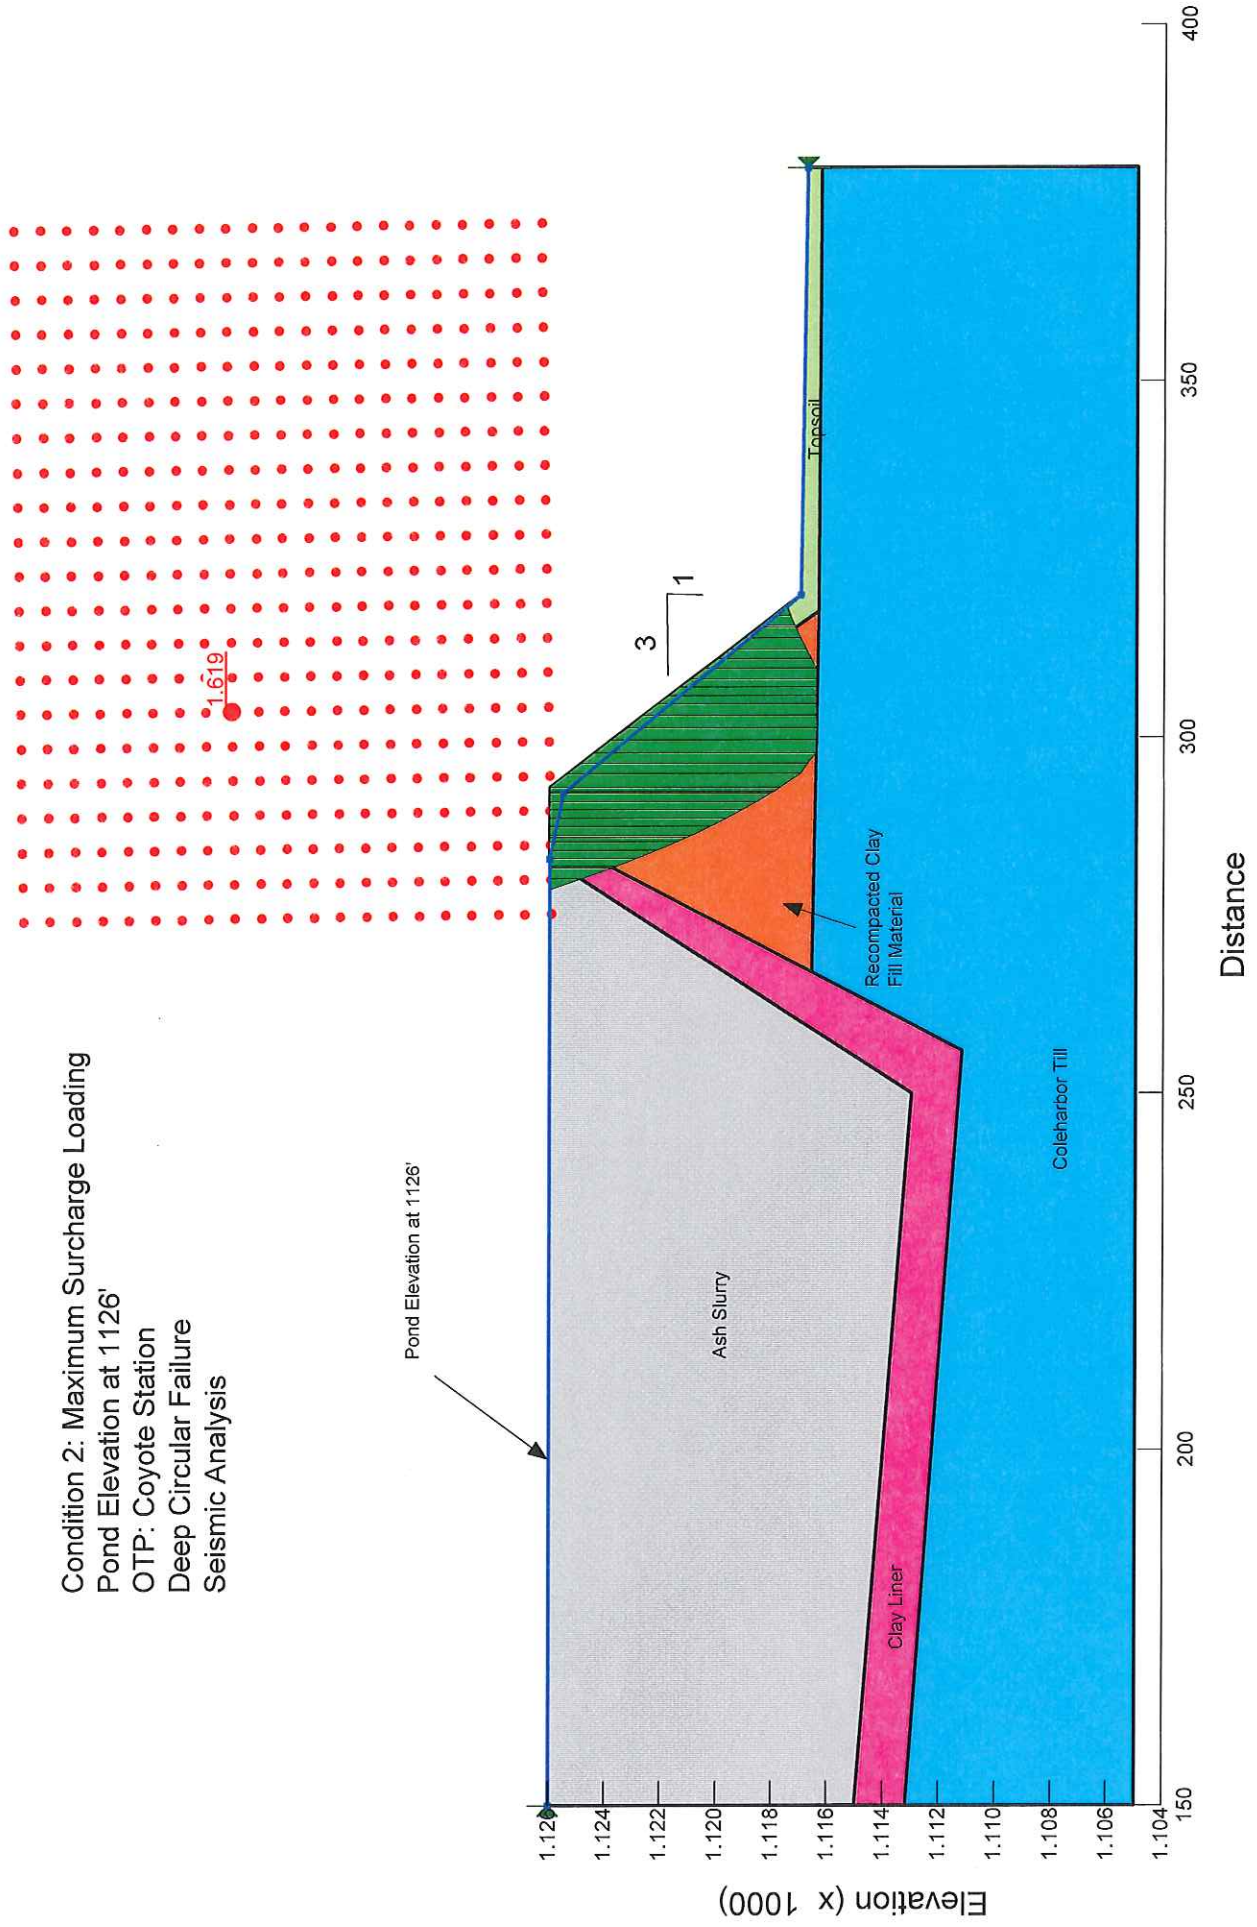 Condition 2: Maximum Surcharge Loading
Pond Elevation at 1126'
OTP: Coyote Station
Deep Circular Failure
Seismic Analysis
1.619
Pond Elevation at 1126'
3
1
Ash Slurry
Topsoil
Recompacted Clay
Fill Material
Clay Liner
Coleharbor Till
Elevation (x 1000)
1.126
1.124
1.122
1.120
1.118
1.116
1.114
1.112
1.110
1.108
1.106
1.104
150
200
250
300
350
400
Distance